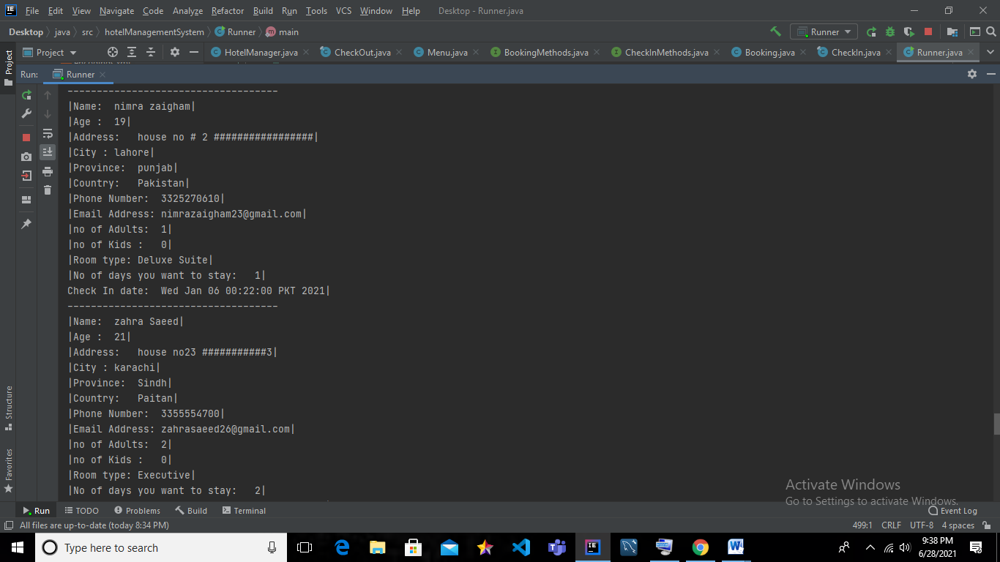 File Edit View Navigate Code Analyze Refactor Build Run Tools VCS Window Help Desktop - Runner.java
Desktop java src hotelManagementSystem Runner main Runner
Project HotelManager.java CheckOut.java Menu.java BookingMethods.java CheckInMethods.java Booking.java CheckIn.java Runner.java
Run: Runner
------------------------------------
|Name:  nimra zaigham|
|Age :  19|
|Address:   house no # 2 #################|
|City : lahore|
|Province:  punjab|
|Country:   Pakistan|
|Phone Number:  3325270610|
|Email Address: nimrazaigham23@gmail.com|
|no of Adults:  1|
|no of Kids :   0|
|Room type: Deluxe Suite|
|No of days you want to stay:   1|
Check In date:  Wed Jan 06 00:22:00 PKT 2021|
------------------------------------
|Name:  zahra Saeed|
|Age :  21|
|Address:   house no23 ###########3|
|City : karachi|
|Province:  Sindh|
|Country:   Paitan|
|Phone Number:  3355554700|
|Email Address: zahrasaeed26@gmail.com|
|no of Adults:  2|
|no of Kids :   0|
|Room type: Executive|
|No of days you want to stay:   2|
Project
Structure
Favorites
Activate Windows
Go to Settings to activate Windows.
Run TODO Problems Build Terminal Event Log
All files are up-to-date (today 8:34 PM) 499:1 CRLF UTF-8 4 spaces
Type here to search
9:38 PM
6/28/2021